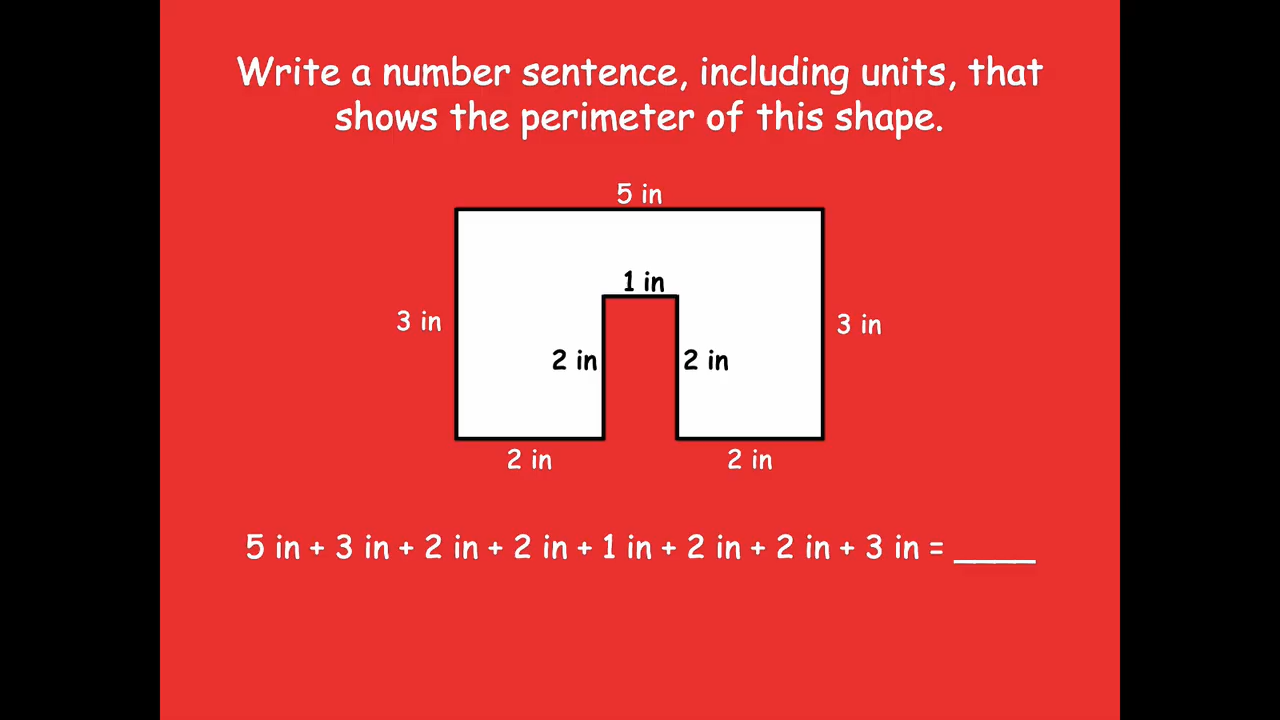 Write a number sentence, including units, that
shows the perimeter of this shape.
5 in
1 in
3 in
3 in
2 in
2 in
2 in
2 in
5 in + 3 in + 2 in + 2 in + 1 in + 2 in + 2 in + 3 in = ____